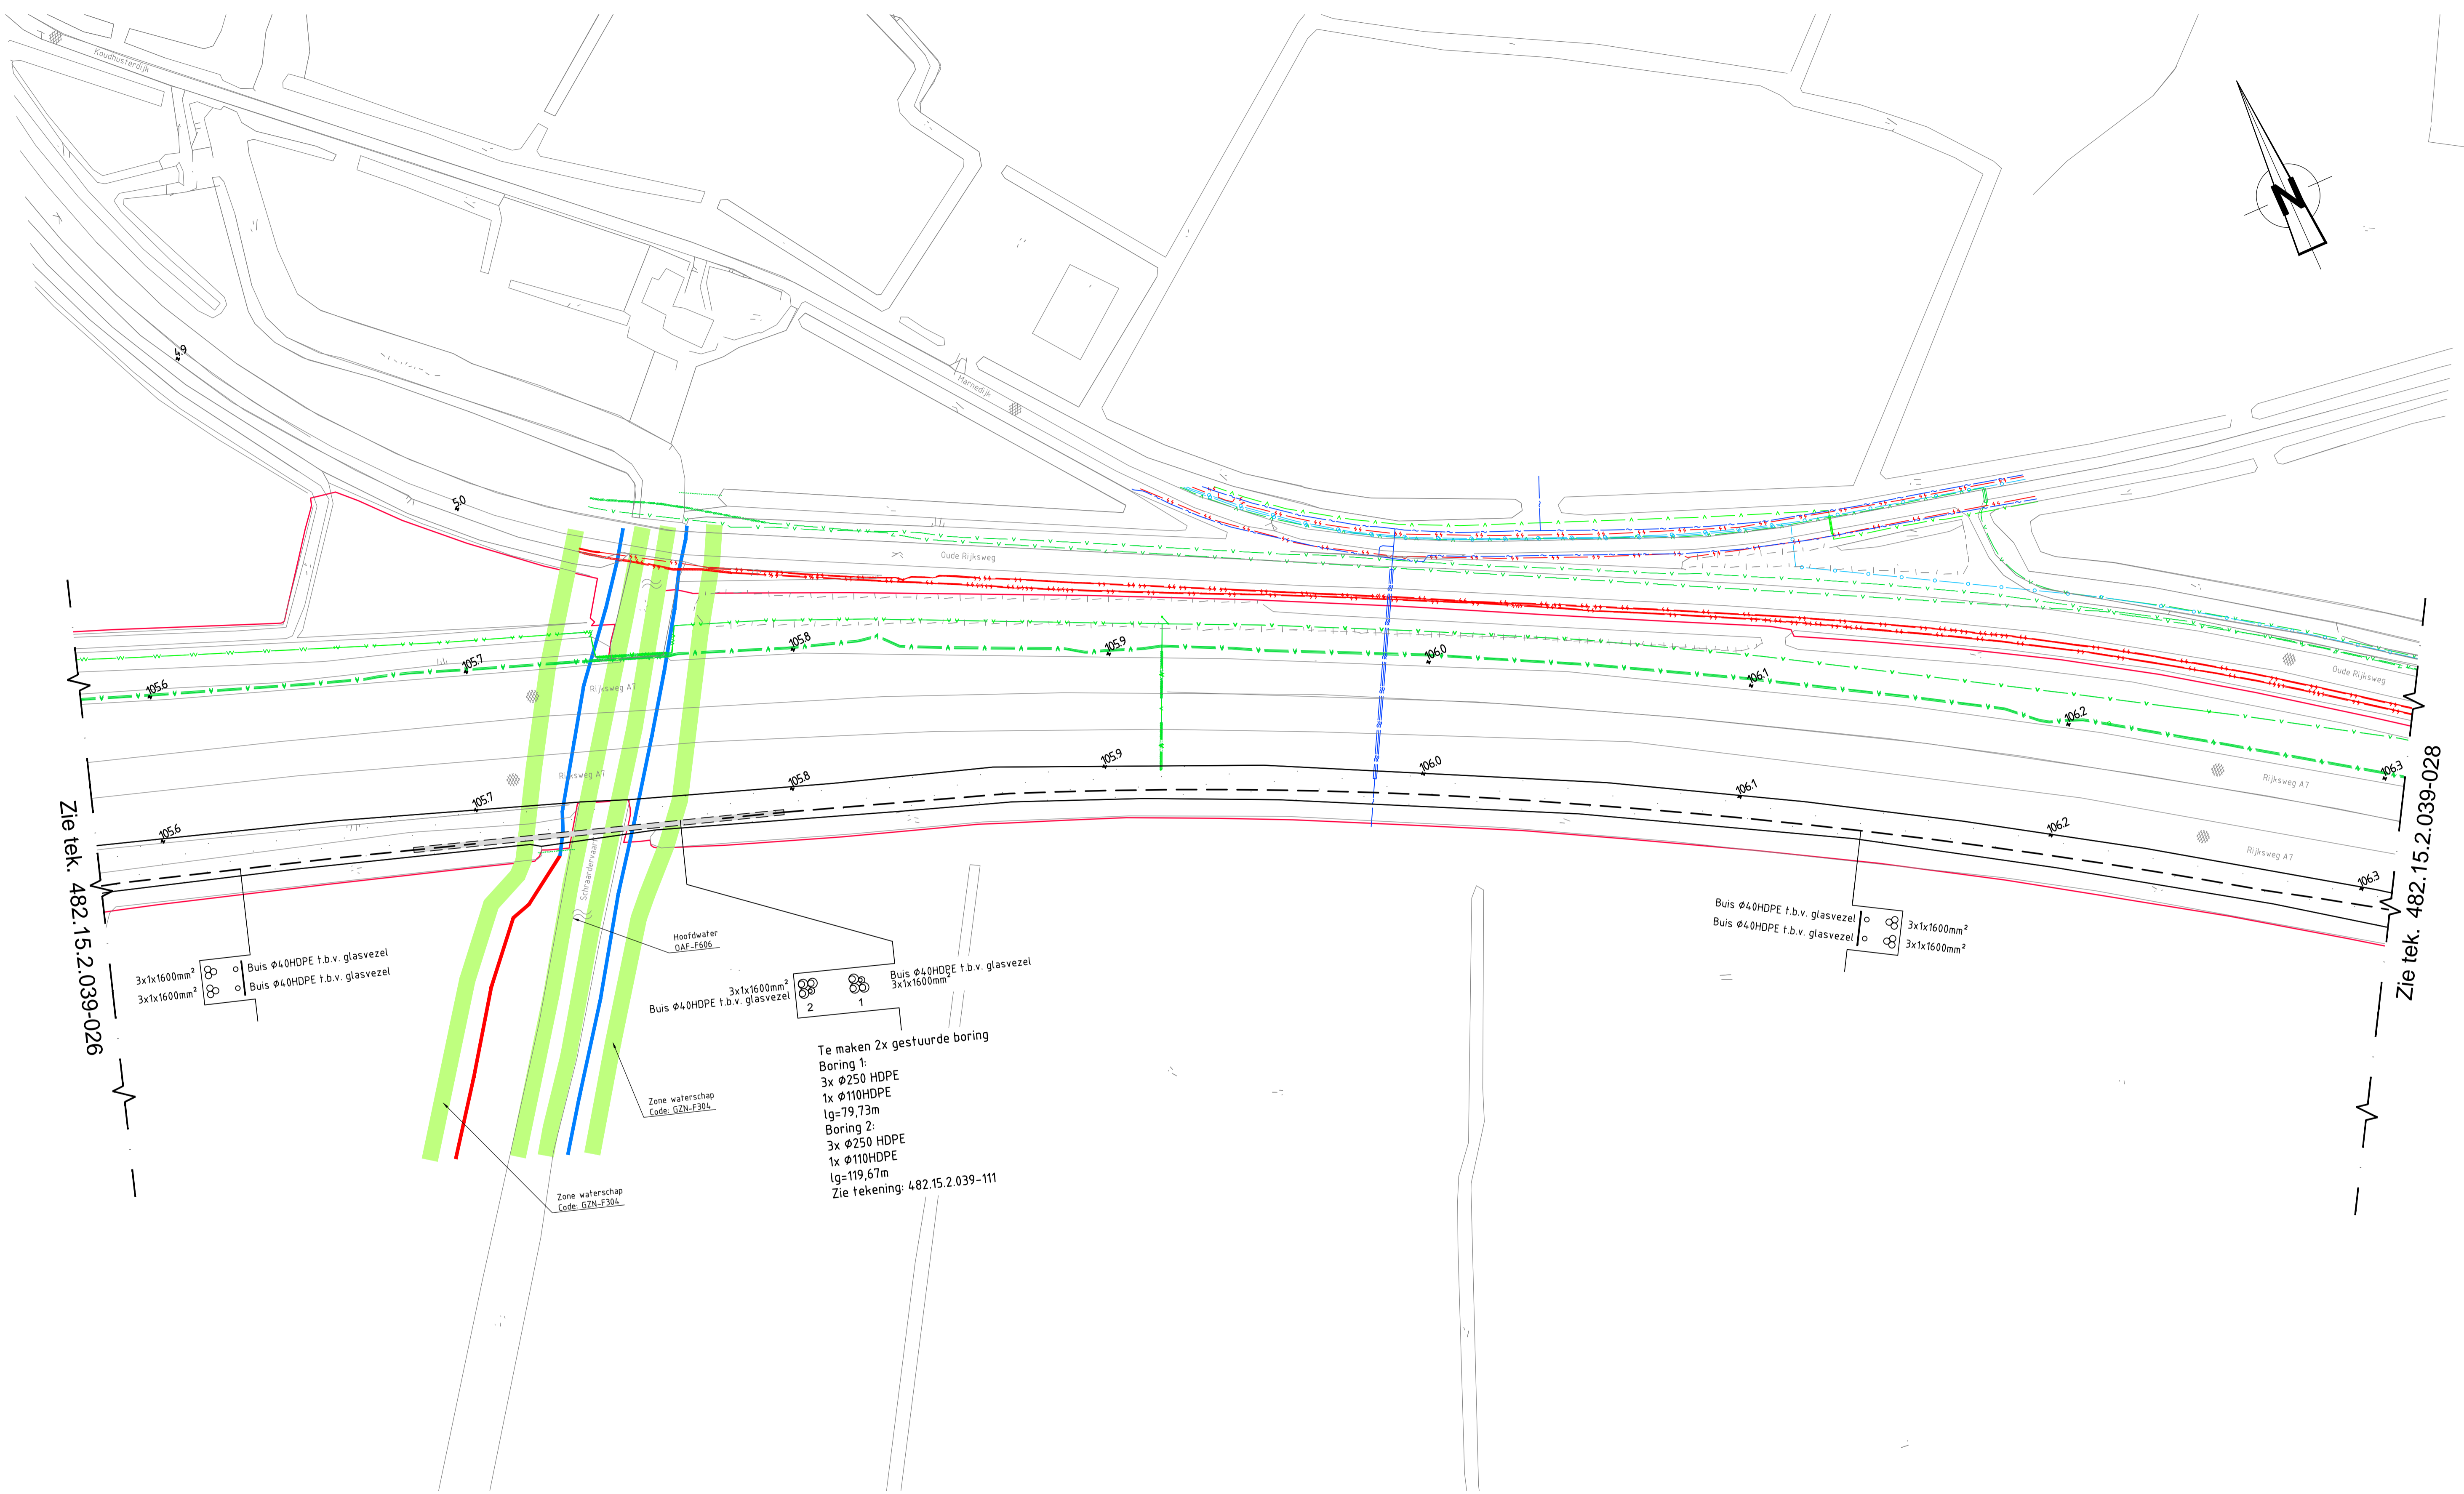 Koudhusterdijk
N
4.9
Marnedijk
5.0
Oude Rijksweg
105.8
105.9
106.0
105.7
106.1
105.6
Rijksweg A7
Oude Rijksweg
106.2
106.3
Rijksweg A7
Rijksweg A7
105.9
106.0
105.8
106.1
105.7
105.6
106.2
Rijksweg A7
106.3
Schraardervaart
Zie tek. 482.15.2.039-026
Zie tek. 482.15.2.039-028
3x1x1600mm²
3x1x1600mm²
Buis Ø40HDPE t.b.v. glasvezel
Buis Ø40HDPE t.b.v. glasvezel
Hoofdwater
OAF-F606
3x1x1600mm²
Buis Ø40HDPE t.b.v. glasvezel
2
1
Buis Ø40HDPE t.b.v. glasvezel
3x1x1600mm²
Buis Ø40HDPE t.b.v. glasvezel
Buis Ø40HDPE t.b.v. glasvezel
3x1x1600mm²
3x1x1600mm²
Te maken 2x gestuurde boring
Boring 1:
3x Ø250 HDPE
1x Ø110HDPE
lg=79,73m
Boring 2:
3x Ø250 HDPE
1x Ø110HDPE
lg=119,67m
Zie tekening: 482.15.2.039-111
Zone waterschap
Code: GZN-F304
Zone waterschap
Code: GZN-F304